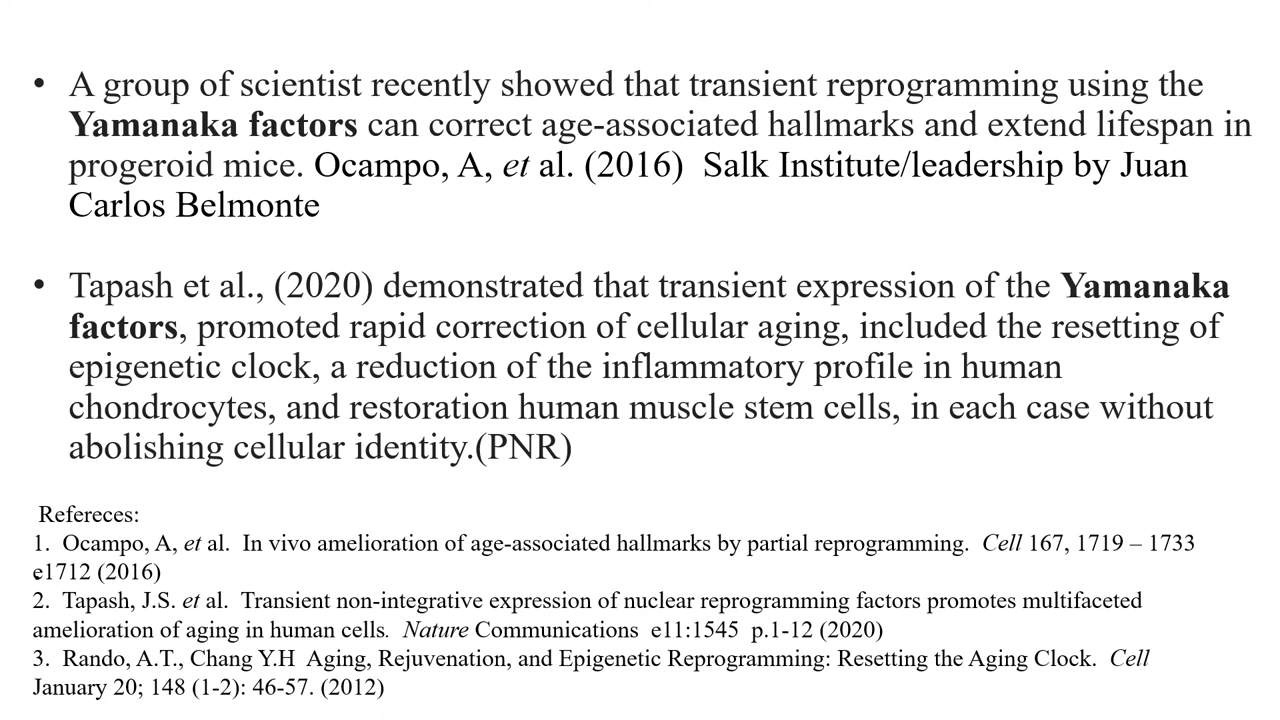 • A group of scientist recently showed that transient reprogramming using the
Yamanaka factors can correct age-associated hallmarks and extend lifespan in
progeroid mice. Ocampo, A, et al. (2016)  Salk Institute/leadership by Juan
Carlos Belmonte
• Tapash et al., (2020) demonstrated that transient expression of the Yamanaka
factors, promoted rapid correction of cellular aging, included the resetting of
epigenetic clock, a reduction of the inflammatory profile in human
chondrocytes, and restoration human muscle stem cells, in each case without
abolishing cellular identity.(PNR)
Refereces:
1.  Ocampo, A, et al.  In vivo amelioration of age-associated hallmarks by partial reprogramming.  Cell 167, 1719 – 1733
e1712 (2016)
2.  Tapash, J.S. et al.  Transient non-integrative expression of nuclear reprogramming factors promotes multifaceted
amelioration of aging in human cells.  Nature Communications  e11:1545  p.1-12 (2020)
3.  Rando, A.T., Chang Y.H  Aging, Rejuvenation, and Epigenetic Reprogramming: Resetting the Aging Clock.  Cell
January 20; 148 (1-2): 46-57. (2012)